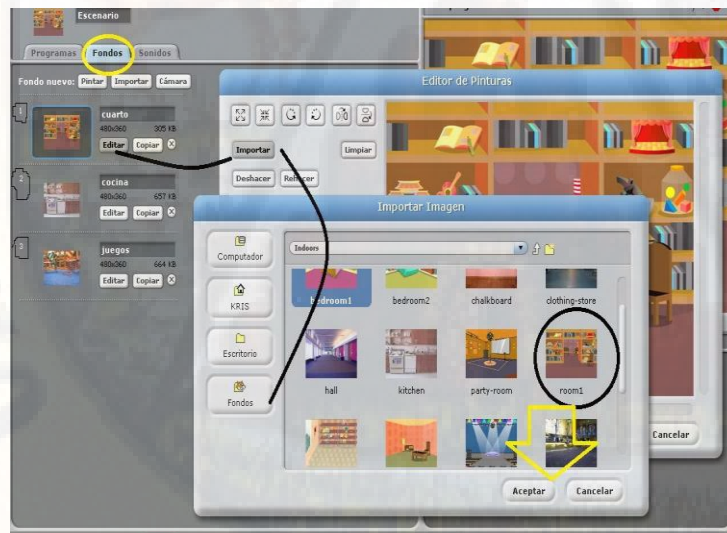 Escenario
Programas Fondos Sonidos
Fondo nuevo: Pintar Importar Cámara
1
cuarto
480x360 305 KB
Editar Copiar
2
cocina
480x360 657 KB
Editar Copiar
3
juegos
480x360 664 KB
Editar Copiar
Editor de Pinturas
Importar Limpiar
Deshacer Rehacer
Cancelar
Importar Imagen
Computador
KRIS
Escritorio
Fondos
Indoors
bedroom1 bedroom2 chalkboard clothing-store
hall kitchen party-room room1
Aceptar Cancelar